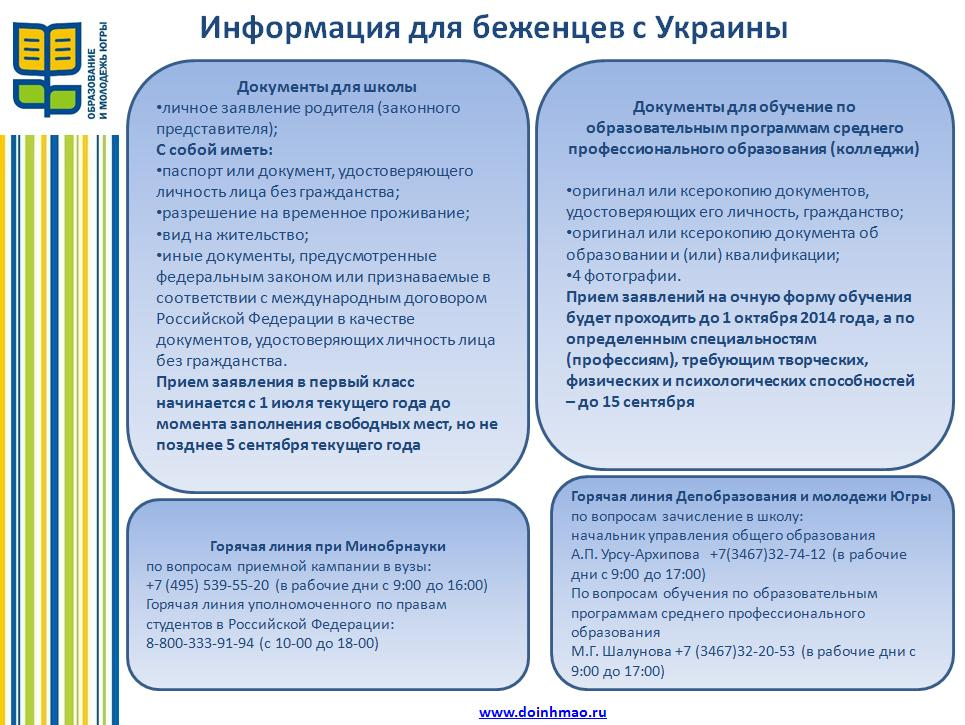 Информация для беженцев с Украины
ОБРАЗОВАНИЕ
И МОЛОДЕЖЬ ЮГРЫ
Документы для школы
•личное заявление родителя (законного
представителя);
С собой иметь:
•паспорт или документ, удостоверяющего
личность лица без гражданства;
•разрешение на временное проживание;
•вид на жительство;
•иные документы, предусмотренные
федеральным законом или признаваемые в
соответствии с международным договором
Российской Федерации в качестве
документов, удостоверяющих личность лица
без гражданства.
Прием заявления в первый класс
начинается с 1 июля текущего года до
момента заполнения свободных мест, но не
позднее 5 сентября текущего года
Документы для обучение по
образовательным программам среднего
профессионального образования (колледжи)
•оригинал или ксерокопию документов,
удостоверяющих его личность, гражданство;
•оригинал или ксерокопию документа об
образовании и (или) квалификации;
•4 фотографии.
Прием заявлений на очную форму обучения
будет проходить до 1 октября 2014 года, а по
определенным специальностям
(профессиям), требующим творческих,
физических и психологических способностей
– до 15 сентября
Горячая линия при Минобрнауки
по вопросам приемной кампании в вузы:
+7 (495) 539-55-20 (в рабочие дни с 9:00 до 16:00)
Горячая линия уполномоченного по правам
студентов в Российской Федерации:
8-800-333-91-94 (с 10-00 до 18-00)
Горячая линия Депобразования и молодежи Югры
по вопросам зачисление в школу:
начальник управления общего образования
А.П. Урсу-Архипова +7(3467)32-74-12 (в рабочие
дни с 9:00 до 17:00)
По вопросам обучения по образовательным
программам среднего профессионального
образования
М.Г. Шалунова +7 (3467)32-20-53 (в рабочие дни с
9:00 до 17:00)
www.doinhmao.ru